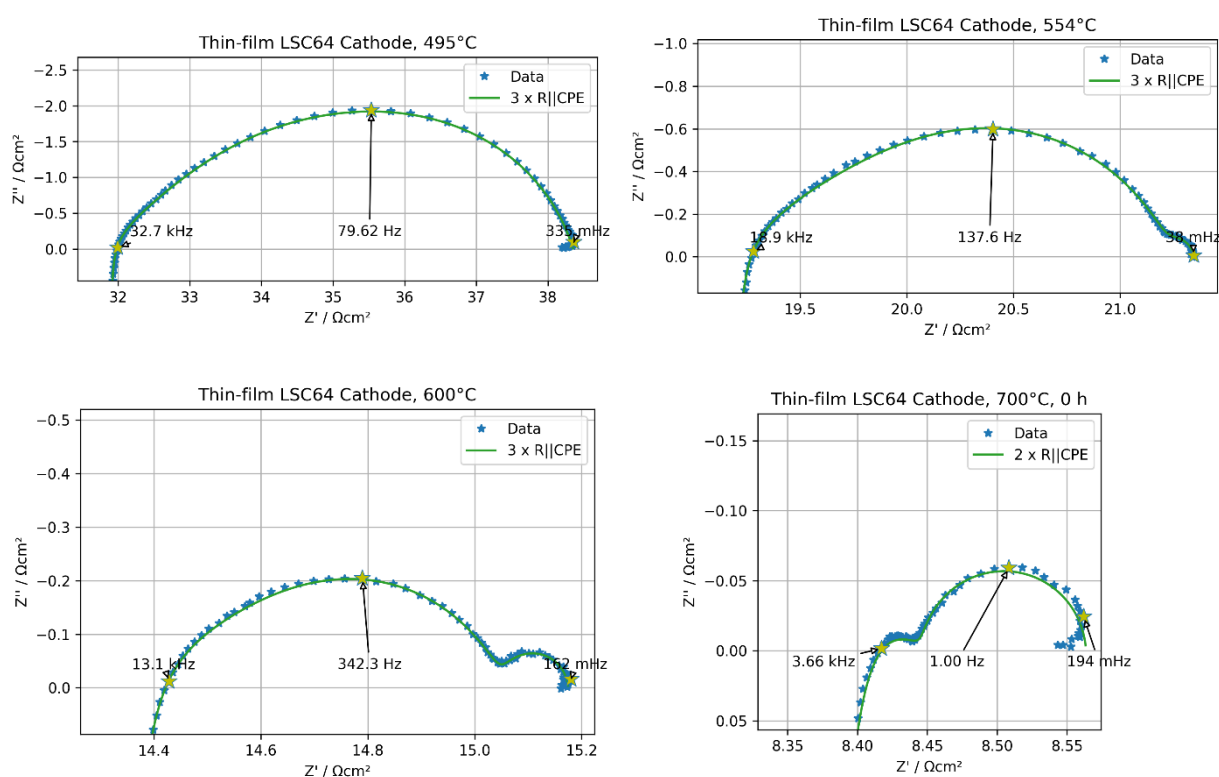 Thin-film LSC64 Cathode, 495°C
Z'' / Ωcm²
−2.5
−2.0
−1.5
−1.0
−0.5
0.0
Data
3 x R||CPE
32.7 kHz
79.62 Hz
335 mHz
32
33
34
35
36
37
38
Z' / Ωcm²
Thin-film LSC64 Cathode, 554°C
Z'' / Ωcm²
−1.0
−0.8
−0.6
−0.4
−0.2
0.0
Data
3 x R||CPE
18.9 kHz
137.6 Hz
38 mHz
19.5
20.0
20.5
21.0
Z' / Ωcm²
Thin-film LSC64 Cathode, 600°C
Z'' / Ωcm²
−0.5
−0.4
−0.3
−0.2
−0.1
0.0
Data
3 x R||CPE
13.1 kHz
342.3 Hz
162 mHz
14.4
14.6
14.8
15.0
15.2
Z' / Ωcm²
Thin-film LSC64 Cathode, 700°C, 0 h
Z'' / Ωcm²
−0.15
−0.10
−0.05
0.00
0.05
Data
2 x R||CPE
3.66 kHz
1.00 Hz
194 mHz
8.35
8.40
8.45
8.50
8.55
Z' / Ωcm²